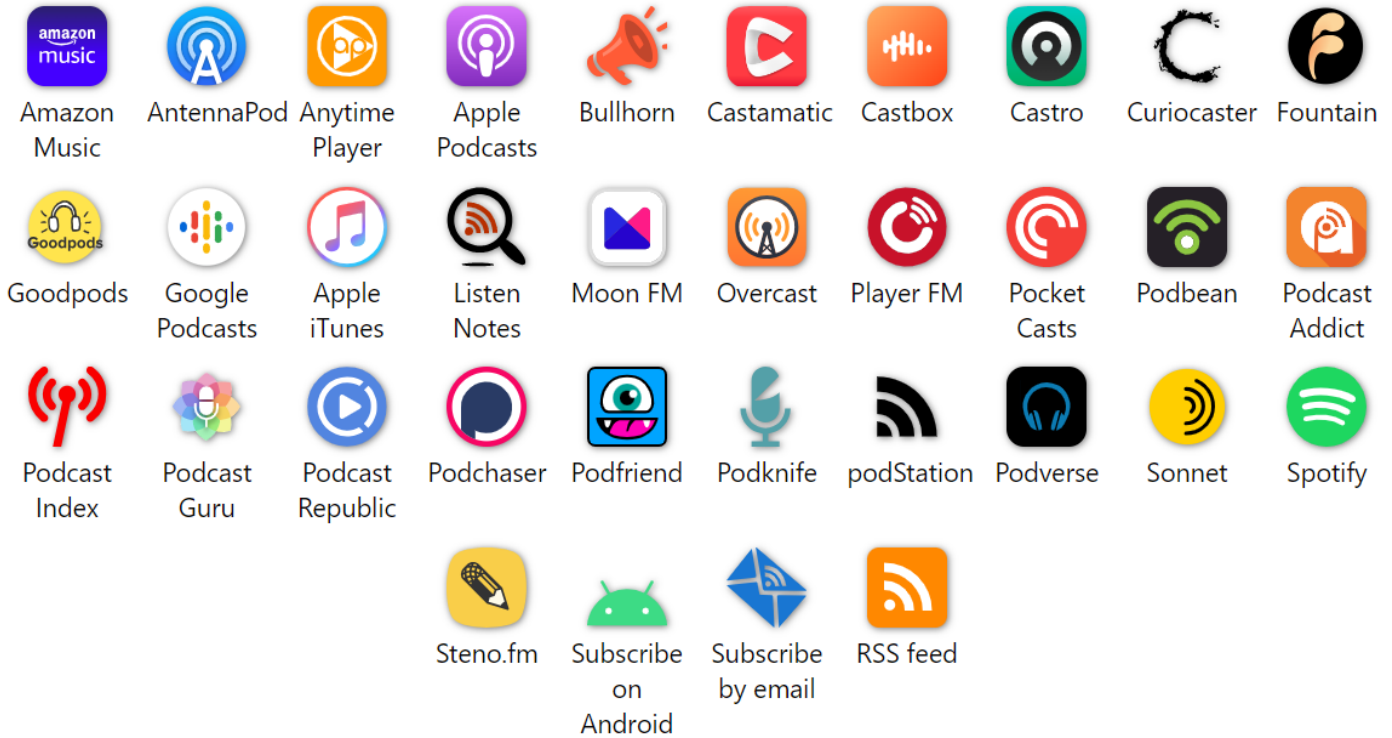 amazon
music
ap
Amazon
Music
AntennaPod
Anytime
Player
Apple
Podcasts
Bullhorn
Castamatic
Castbox
Castro
Curiocaster
Fountain
Goodpods
Goodpods
Google
Podcasts
Apple
iTunes
Listen
Notes
Moon FM
Overcast
Player FM
Pocket
Casts
Podbean
Podcast
Addict
Podcast
Index
Podcast
Guru
Podcast
Republic
Podchaser
Podfriend
Podknife
podStation
Podverse
Sonnet
Spotify
Steno.fm
Subscribe
on
Android
Subscribe
by email
RSS feed